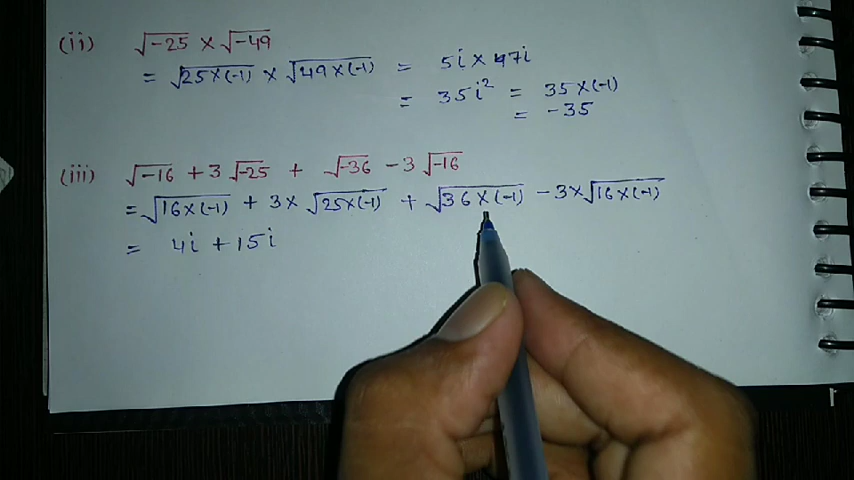 (ii) √-25 × √-49
= √25×(-1) × √49×(-1) = 5i × 7i
= 35i² = 35×(-1)
= -35
(iii) √-16 + 3√-25 + √-36 - 3√-16
= √16×(-1) + 3× √25×(-1) + √36×(-1) - 3×√16×(-1)
= 4i + 15i